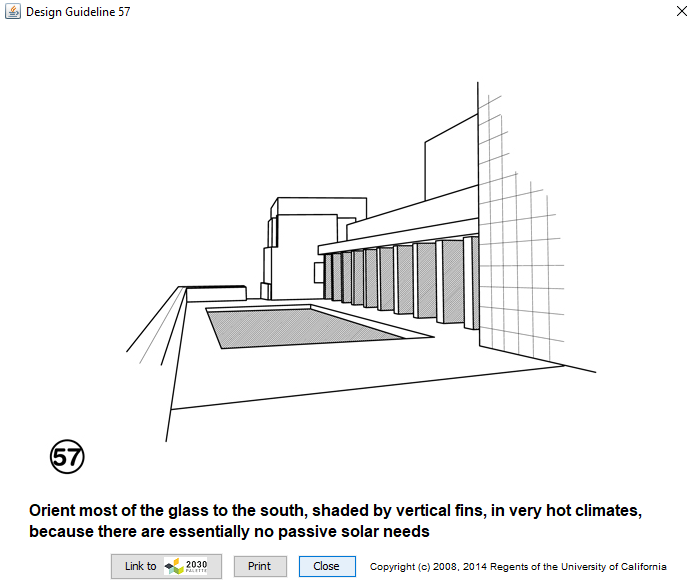 Design Guideline 57
57
Orient most of the glass to the south, shaded by vertical fins, in very hot climates,
because there are essentially no passive solar needs
Link to 2030 PALETTE Print Close Copyright (c) 2008, 2014 Regents of the University of California